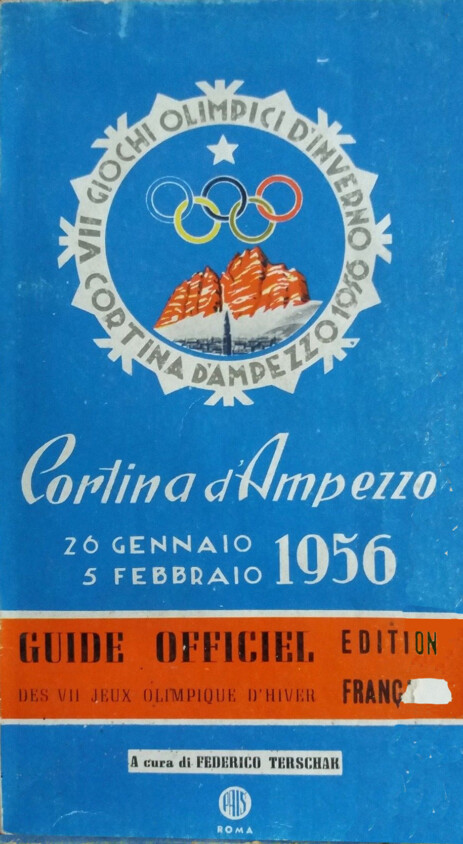 VII GIOCHI OLIMPICI D'INVERNO
CORTINA D'AMPEZZO 1956
Cortina d'Ampezzo
26 GENNAIO
5 FEBBRAIO 1956
GUIDE OFFICIEL EDITION
DES VII JEUX OLIMPIQUE D'HIVER
A cura di FEDERICO TERSCHAK
ROMA